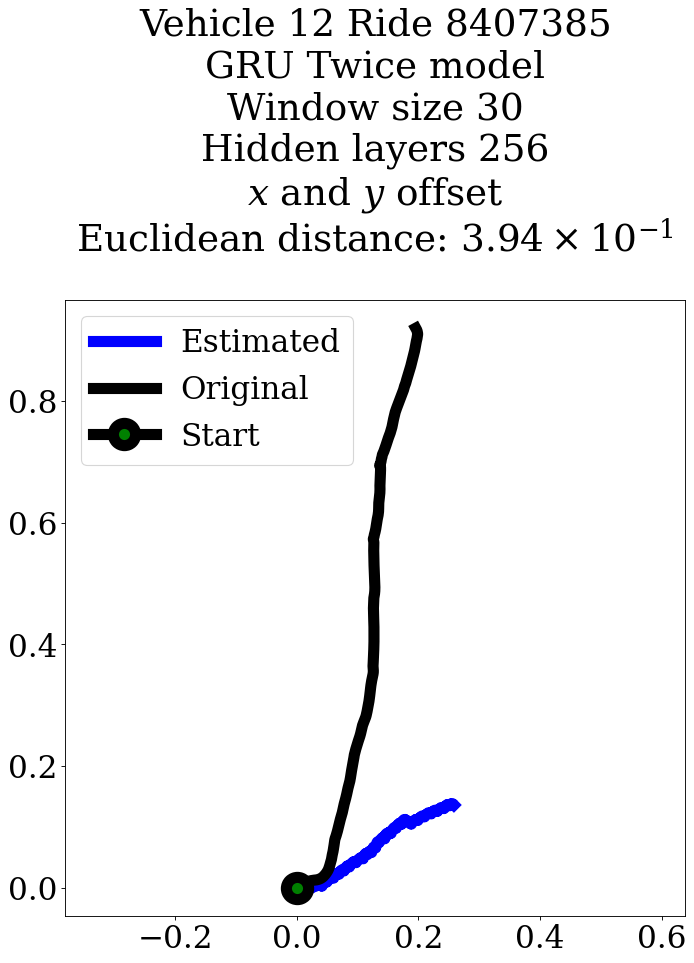 Vehicle 12 Ride 8407385
GRU Twice model
Window size 30
Hidden layers 256
x and y offset
Euclidean distance: 3.94 × 10⁻¹
Estimated
Original
Start
0.8
0.6
0.4
0.2
0.0
−0.2 0.0 0.2 0.4 0.6